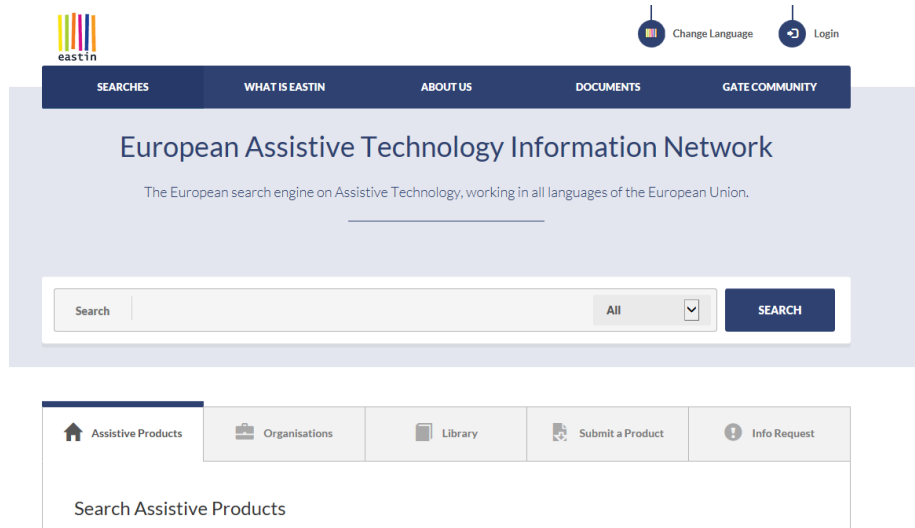 eastin
Change Language
Login
SEARCHES
WHAT IS EASTIN
ABOUT US
DOCUMENTS
GATE COMMUNITY
European Assistive Technology Information Network
The European search engine on Assistive Technology, working in all languages of the European Union.
Search
All
SEARCH
Assistive Products
Organisations
Library
Submit a Product
Info Request
Search Assistive Products